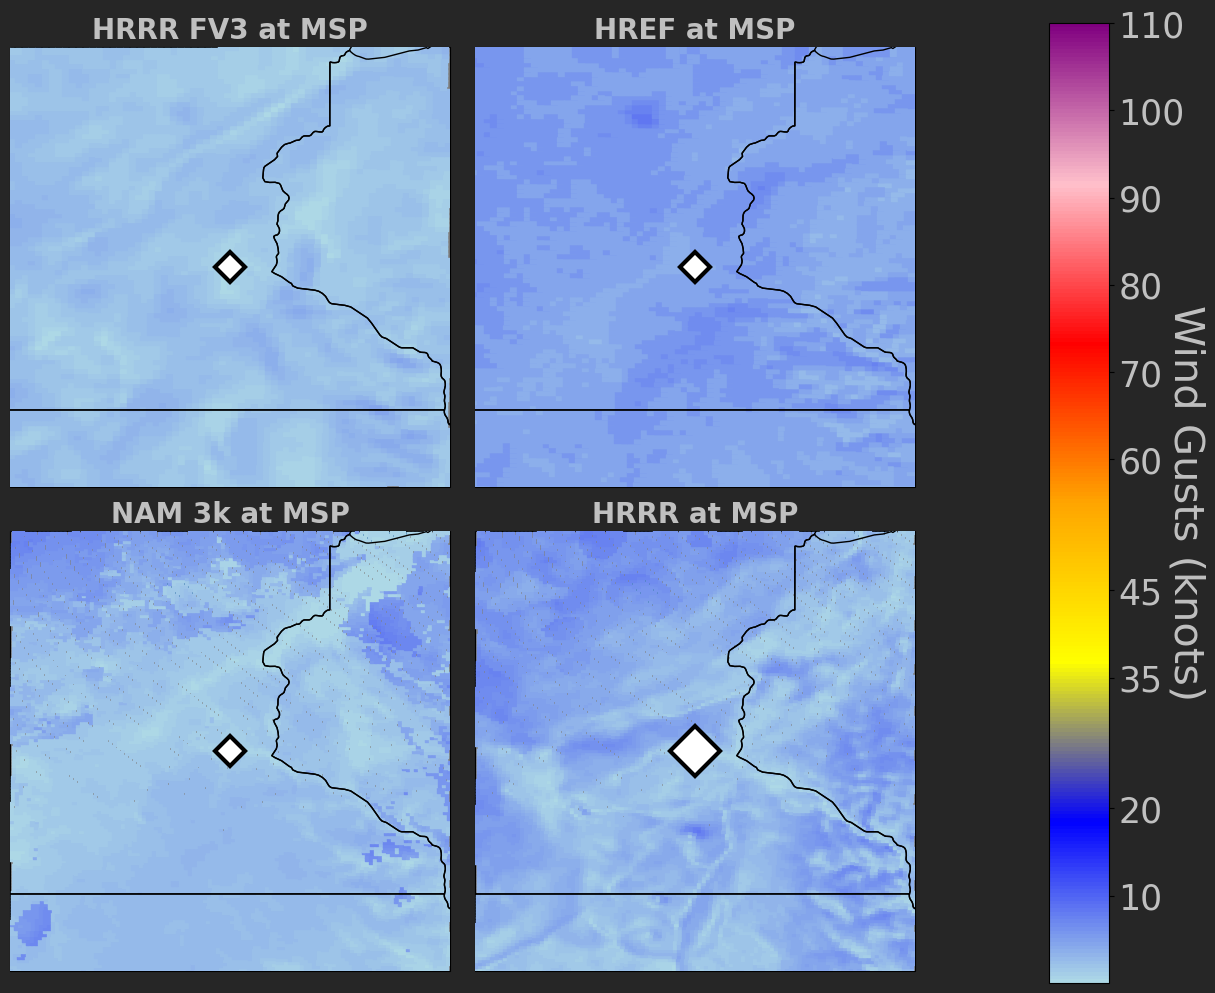 HRRR FV3 at MSP
HREF at MSP
NAM 3k at MSP
HRRR at MSP
110
100
90
80
70
60
45
35
20
10
Wind Gusts (knots)